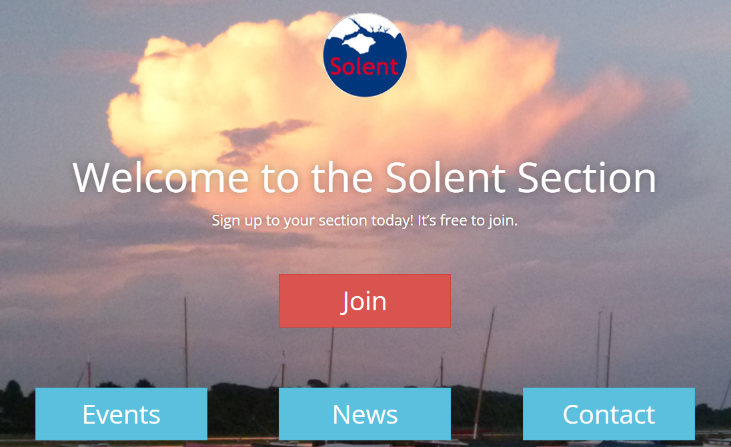 Solent
Welcome to the Solent Section
Sign up to your section today! It's free to join.
Join
Events
News
Contact